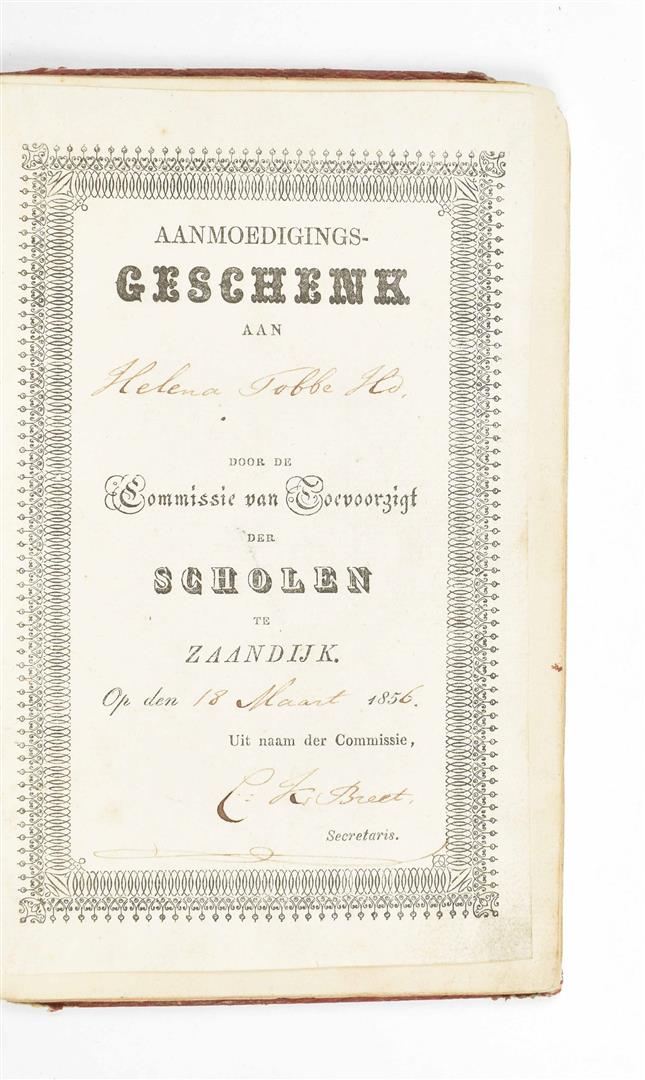 AANMOEDIGINGS-
GESCHENK
AAN
Helena Tobbe Hd.
DOOR DE
Commissie van Toevoorzigt
DER
SCHOLEN
TE
ZAANDIJK.
Op den 18 Maart 1856.
Uit naam der Commissie,
C: K: Breet.
Secretaris.